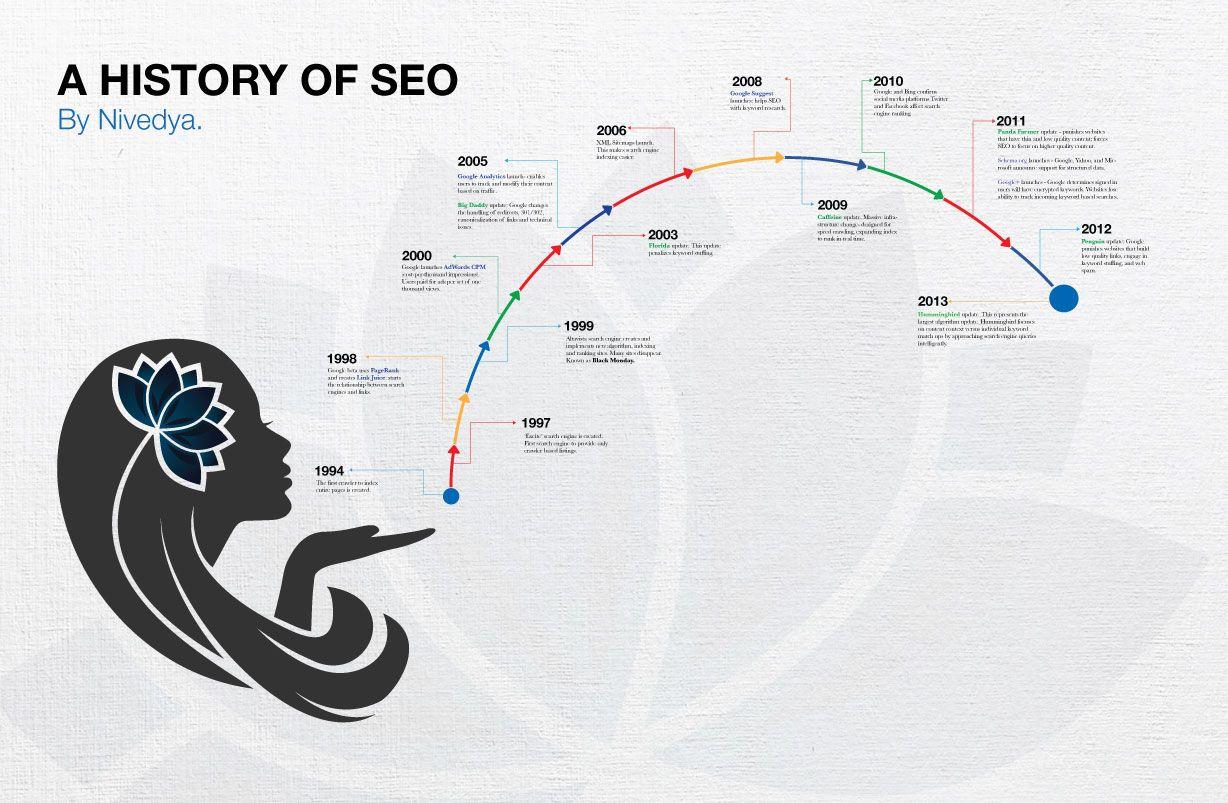 A HISTORY OF SEO
By Nivedya.
1994
The first crawler to index
entire pages is created.
1997
"Excite" search engine is created.
First search engine to provide only
crawler based listings.
1998
Google beta uses PageRank
and creates Link Juice: starts
the relationship between search
engines and links.
1999
Altavista search engine creates and
implements new algorithm, indexing
and ranking sites. Many sites disappear.
Known as Black Monday.
2000
Google launches AdWords CPM
(cost-per-thousand impressions).
Users paid for ads per set of one
thousand views.
2003
Florida update. This update
penalizes keyword stuffing.
2005
Google Analytics launch- enables
users to track and modify their content
based on traffic.
Big Daddy update: Google changes
the handling of redirects, 301/302,
canonicalization of links and technical
issues.
2006
XML Sitemaps launch.
This makes search engine
indexing easier.
2008
Google Suggest
launches: helps SEO
with keyword research.
2009
Caffeine update. Massive infra-
structure changes designed for
speed crawling, expanding index
to rank in real time.
2010
Google and Bing confirm
social media platforms Twitter
and Facebook affect search
engine ranking.
2011
Panda Farmer update - punishes websites
that have thin and low quality content; forces
SEO to focus on higher quality content.
Schema.org launches - Google, Yahoo, and Mic-
rosoft announce support for structured data.
Google+ launches - Google determines signed in
users will have encrypted keywords. Websites lose
ability to track incoming keyword based searches.
2012
Penguin update: Google
punishes websites that build
low quality links, engage in
keyword stuffing, and web
spam.
2013
Hummingbird update. This represents the
largest algorithm update. Hummingbird focuses
on content context versus individual keyword
match ups by approaching search engine queries
intelligently.